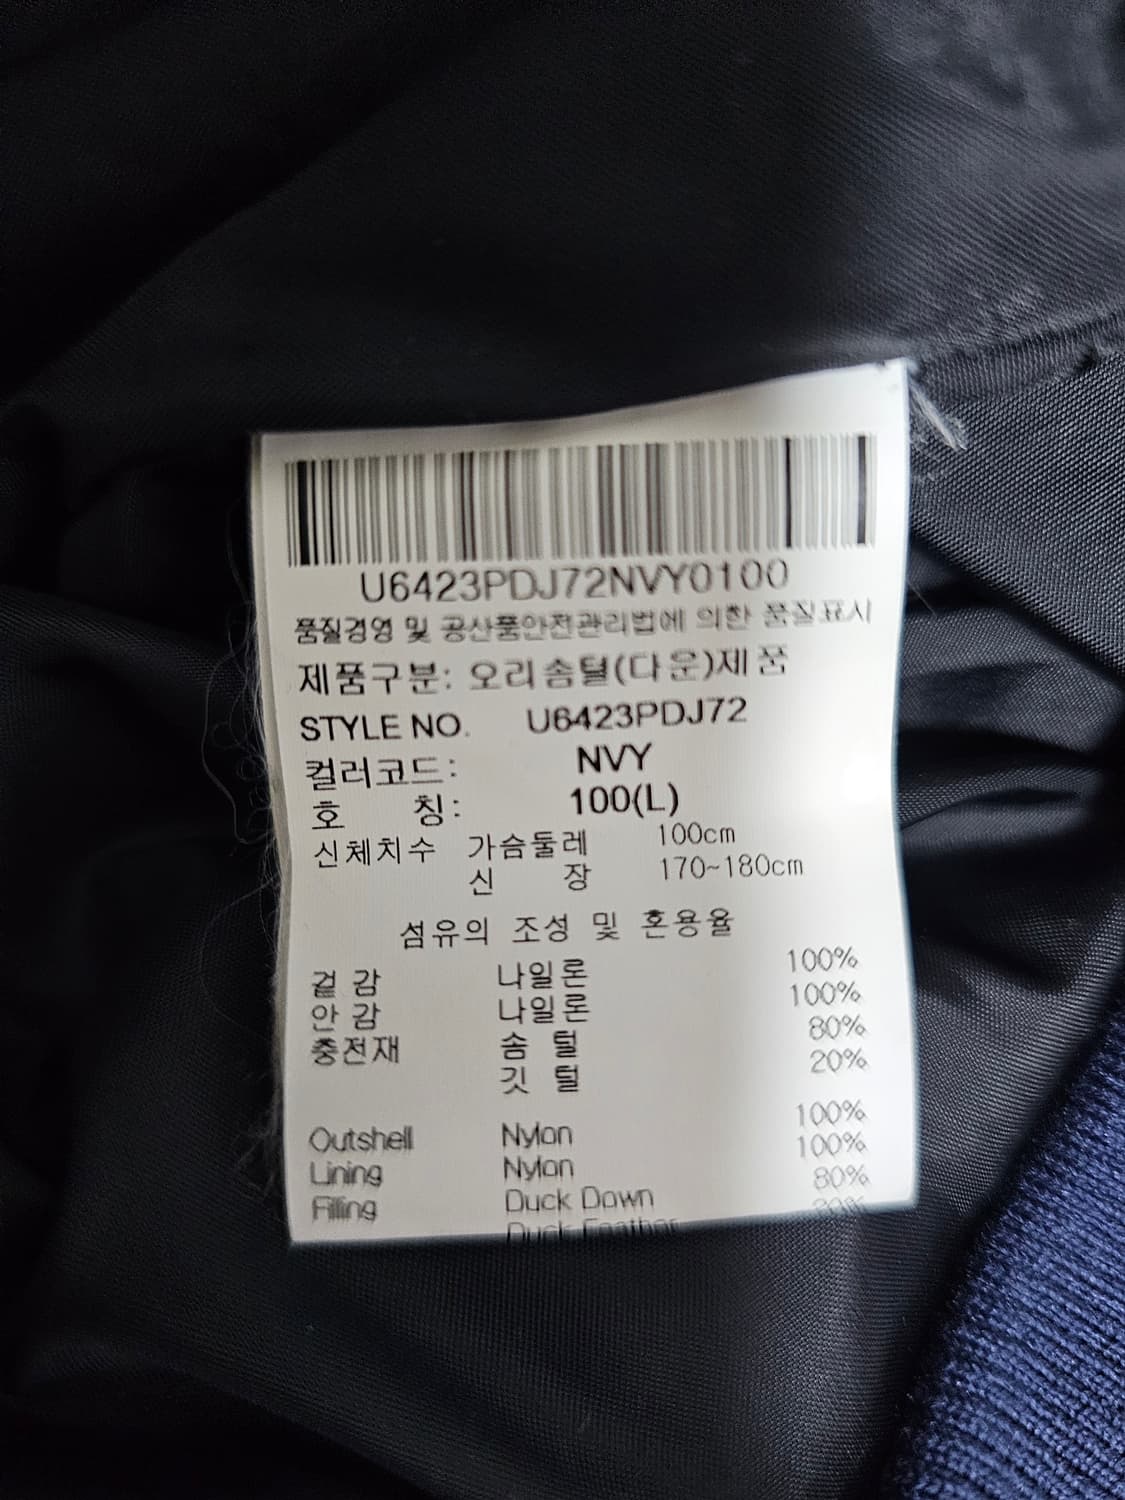 U6423PDJ72NVY0100
품질경영 및 공산품안전관리법에 의한 품질표시
제품구분: 오리솜털(다운)제품
STYLE NO. U6423PDJ72
컬러코드: NVY
호 칭: 100(L)
신체치수 가슴둘레 100cm
신 장 170~180cm
섬유의 조성 및 혼용율
겉 감 나일론 100%
안 감 나일론 100%
충전재 솜 털 80%
깃 털 20%
Outshell Nylon 100%
Lining Nylon 100%
Filling Duck Down 80%
Duck Feather 20%